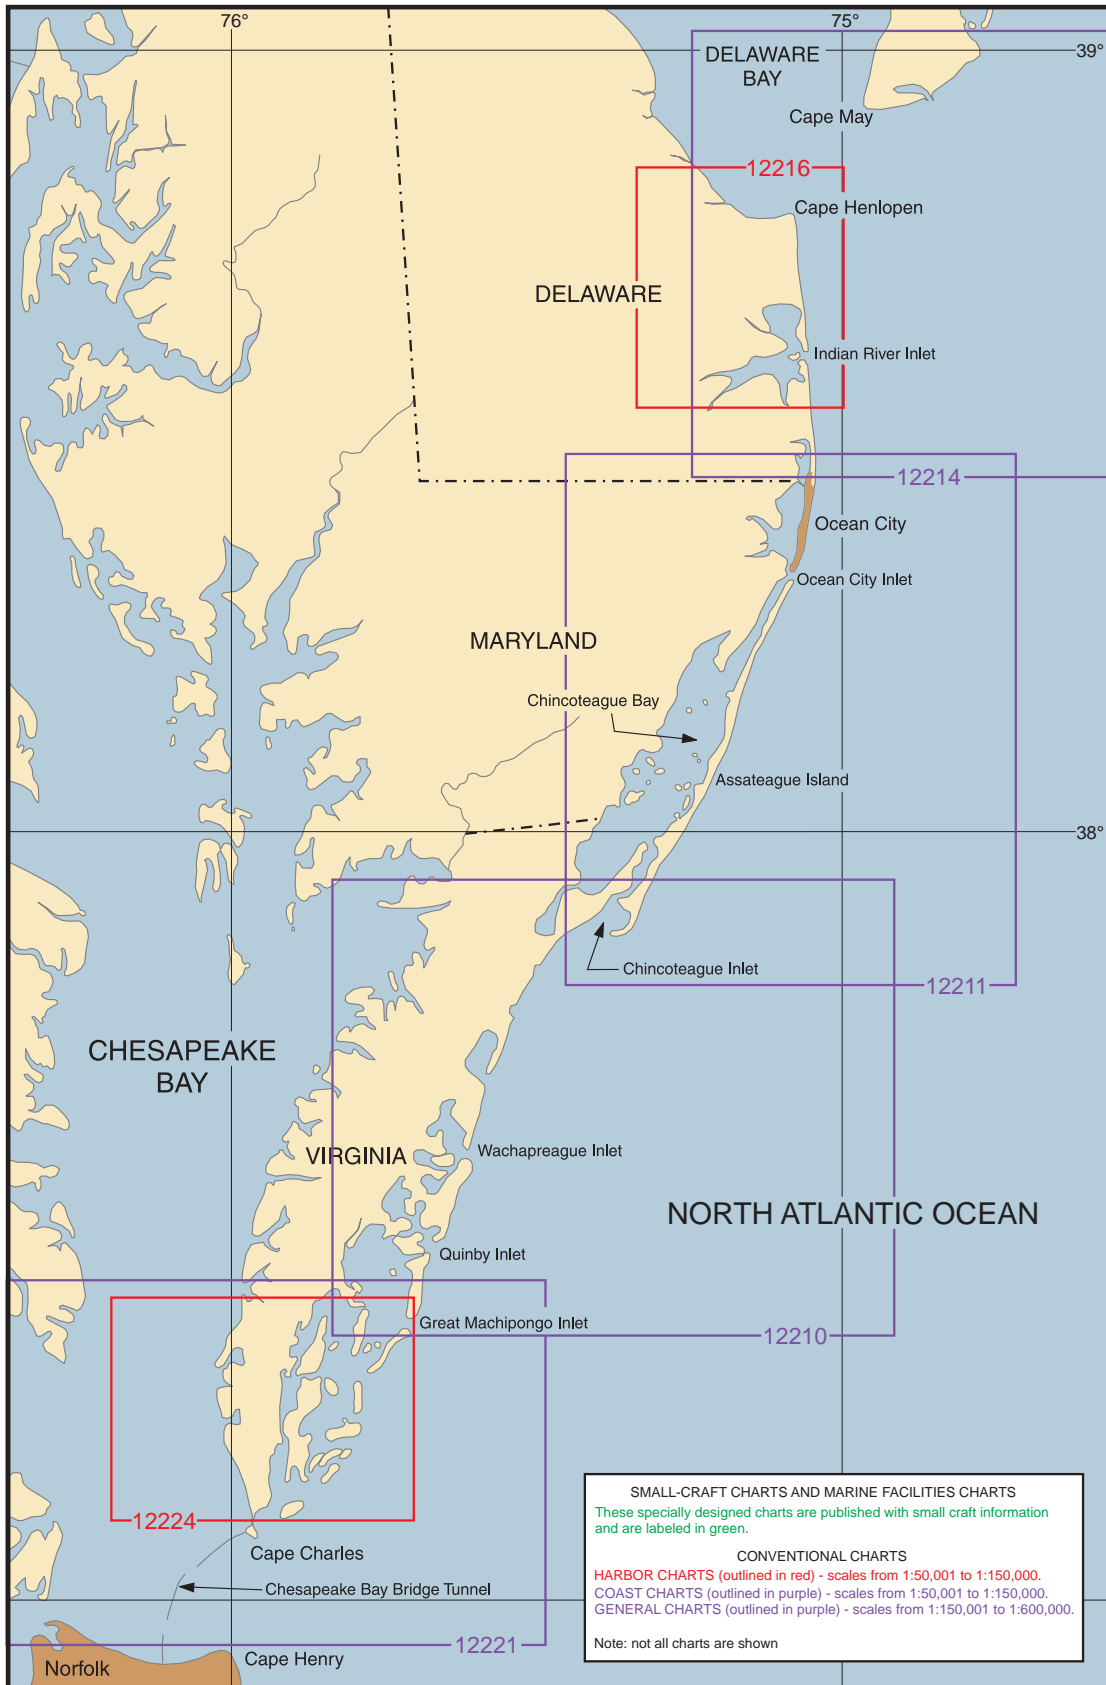 76°
75°
39°
DELAWARE
BAY
Cape May
12216
Cape Henlopen
DELAWARE
Indian River Inlet
12214
Ocean City
Ocean City Inlet
MARYLAND
Chincoteague Bay
Assateague Island
38°
Chincoteague Inlet
12211
CHESAPEAKE
BAY
VIRGINIA
Wachapreague Inlet
NORTH ATLANTIC OCEAN
Quinby Inlet
Great Machipongo Inlet
12210
12224
Cape Charles
Chesapeake Bay Bridge Tunnel
12221
Cape Henry
Norfolk
SMALL-CRAFT CHARTS AND MARINE FACILITIES CHARTS
These specially designed charts are published with small craft information
and are labeled in green.
CONVENTIONAL CHARTS
HARBOR CHARTS (outlined in red) - scales from 1:50,001 to 1:150,000.
COAST CHARTS (outlined in purple) - scales from 1:50,001 to 1:150,000.
GENERAL CHARTS (outlined in purple) - scales from 1:150,001 to 1:600,000.
Note: not all charts are shown